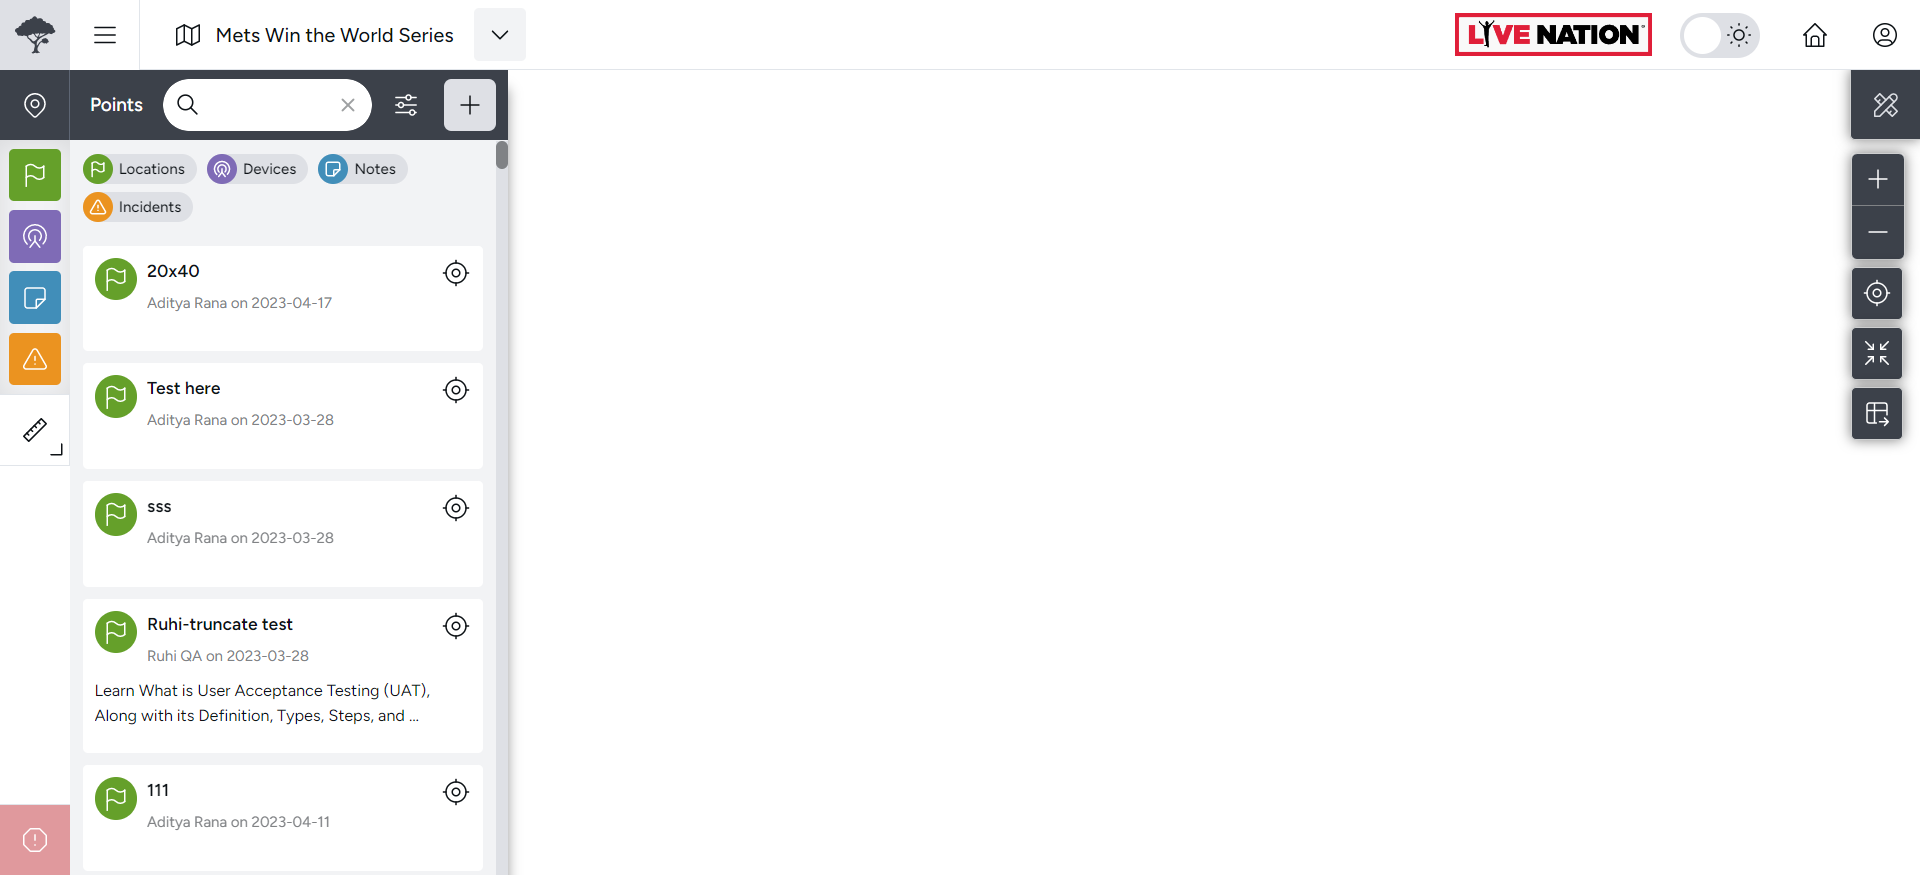 Mets Win the World Series
LIVE NATION
Points
Locations
Devices
Notes
Incidents
20x40
Aditya Rana on 2023-04-17
Test here
Aditya Rana on 2023-03-28
sss
Aditya Rana on 2023-03-28
Ruhi-truncate test
Ruhi QA on 2023-03-28
Learn What is User Acceptance Testing (UAT),
Along with its Definition, Types, Steps, and ...
111
Aditya Rana on 2023-04-11